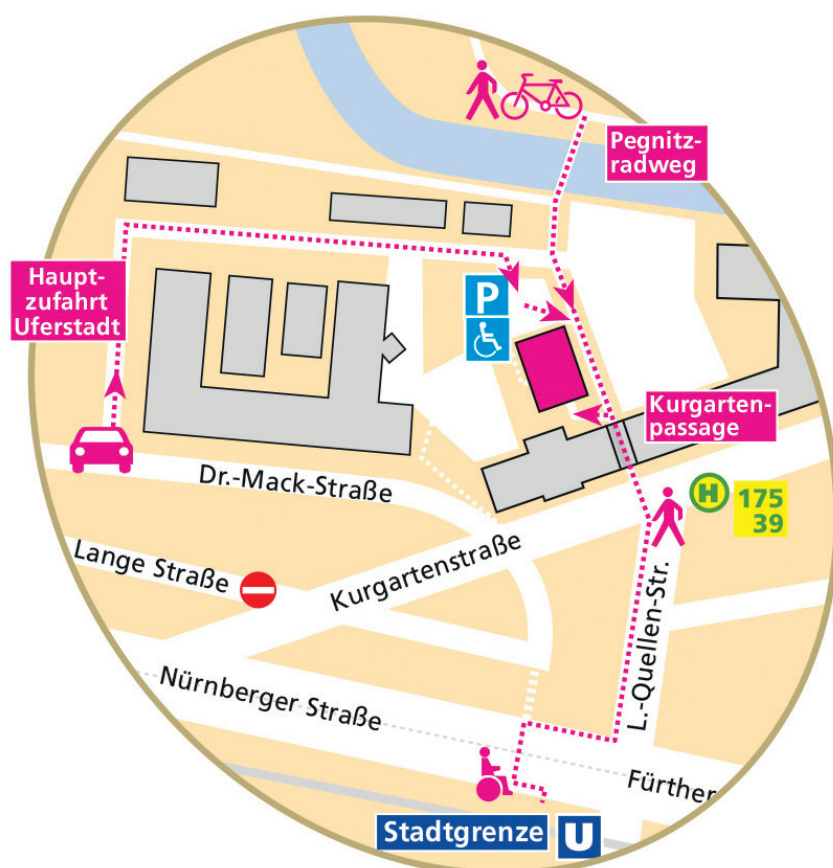 Pegnitz-
radweg
Haupt-
zufahrt
Uferstadt
P
Kurgarten-
passage
Dr.-Mack-Straße
H
175
39
Lange Straße
Kurgartenstraße
L.-Quellen-Str.
Nürnberger Straße
Fürther
Stadtgrenze U